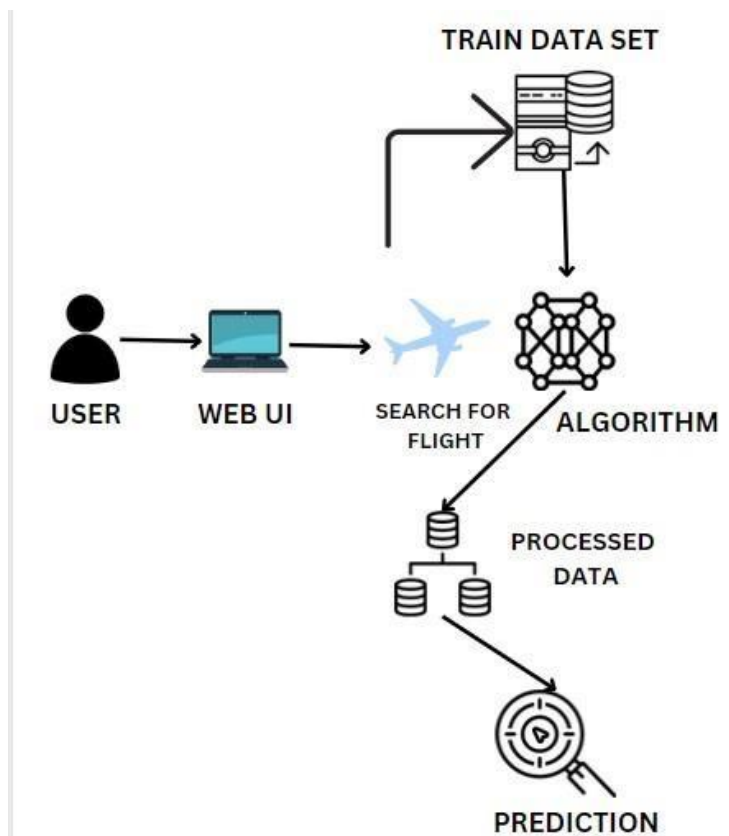 TRAIN DATA SET
USER
WEB UI
SEARCH FOR
FLIGHT
ALGORITHM
PROCESSED
DATA
PREDICTION